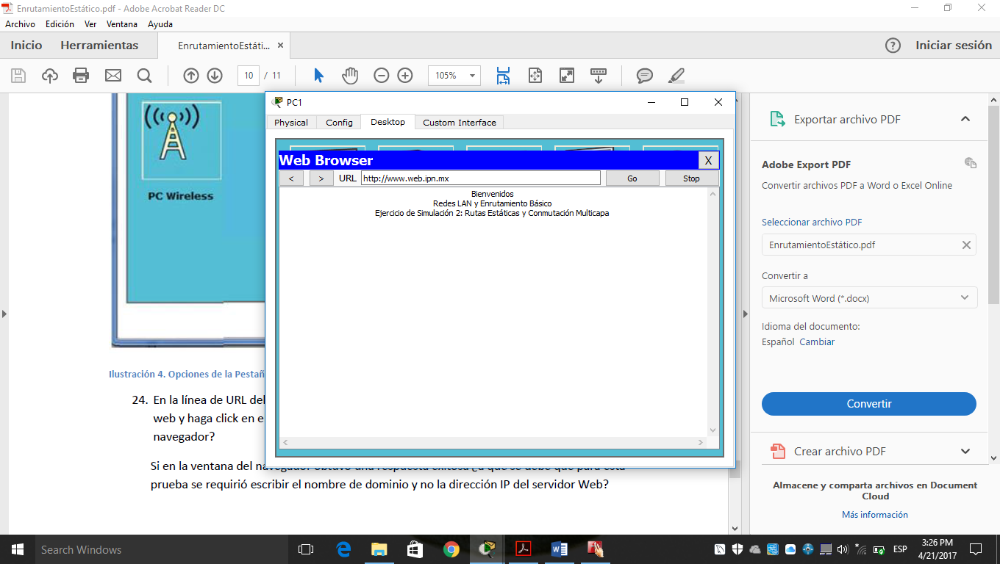 EnrutamientoEstático.pdf - Adobe Acrobat Reader DC
Archivo Edición Ver Ventana Ayuda
Inicio Herramientas EnrutamientoEstáti... × Iniciar sesión
10 / 11 105%
PC Wireless
Ilustración 4. Opciones de la Pestañ
24. En la línea de URL del
web y haga click en e
navegador?
Si en la ventana del navegador obtuvo una respuesta exitosa ¿a qué se debe que para esta
prueba se requirió escribir el nombre de dominio y no la dirección IP del servidor Web?
PC1
Physical Config Desktop Custom Interface
Web Browser X
< > URL http://www.web.ipn.mx Go Stop
Bienvenidos
Redes LAN y Enrutamiento Básico
Ejercicio de Simulación 2: Rutas Estáticas y Conmutación Multicapa
Exportar archivo PDF
Adobe Export PDF
Convertir archivos PDF a Word o Excel Online
Seleccionar archivo PDF
EnrutamientoEstático.pdf
Convertir a
Microsoft Word (*.docx)
Idioma del documento:
Español Cambiar
Convertir
Crear archivo PDF
Almacene y comparta archivos en Document
Cloud
Más información
Search Windows
ESP
3:26 PM
4/21/2017